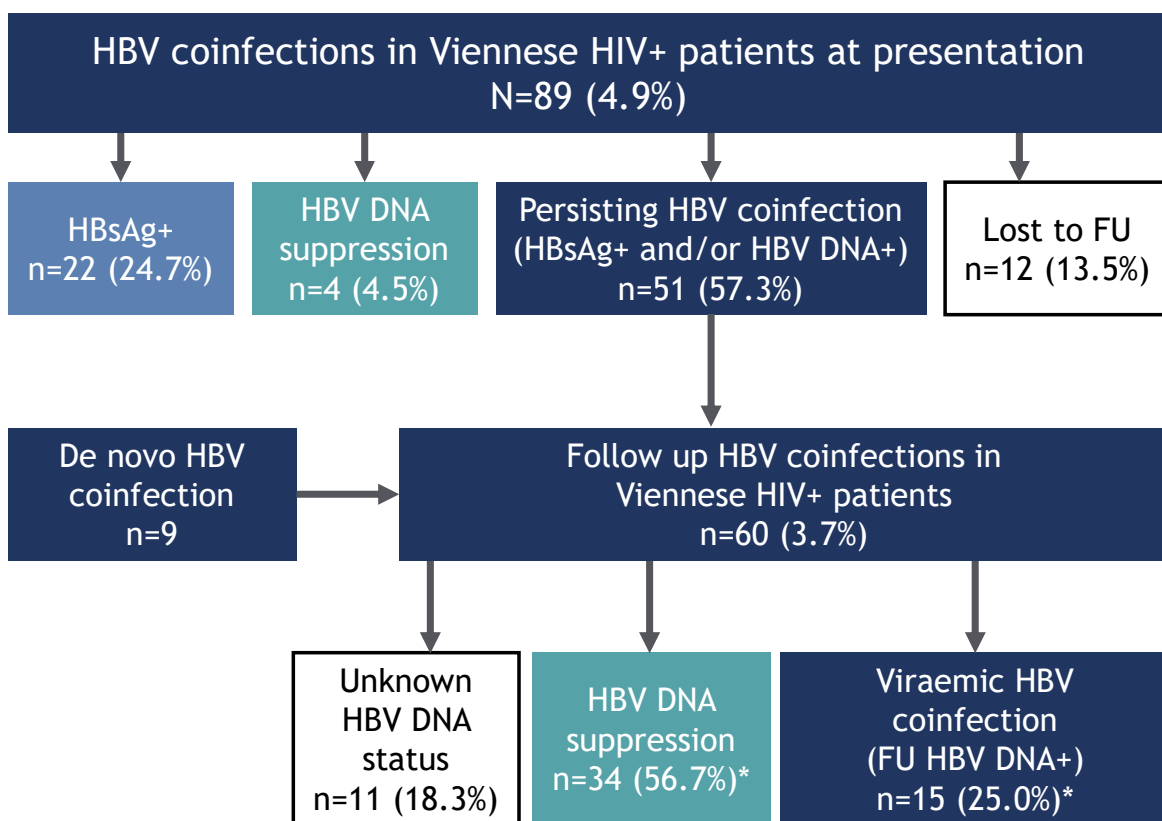 HBV coinfections in Viennese HIV+ patients at presentation
N=89 (4.9%)
HBsAg+
n=22 (24.7%)
HBV DNA
suppression
n=4 (4.5%)
Persisting HBV coinfection
(HBsAg+ and/or HBV DNA+)
n=51 (57.3%)
Lost to FU
n=12 (13.5%)
De novo HBV
coinfection
n=9
Follow up HBV coinfections in
Viennese HIV+ patients
n=60 (3.7%)
Unknown
HBV DNA
status
n=11 (18.3%)
HBV DNA
suppression
n=34 (56.7%)*
Viraemic HBV
coinfection
(FU HBV DNA+)
n=15 (25.0%)*